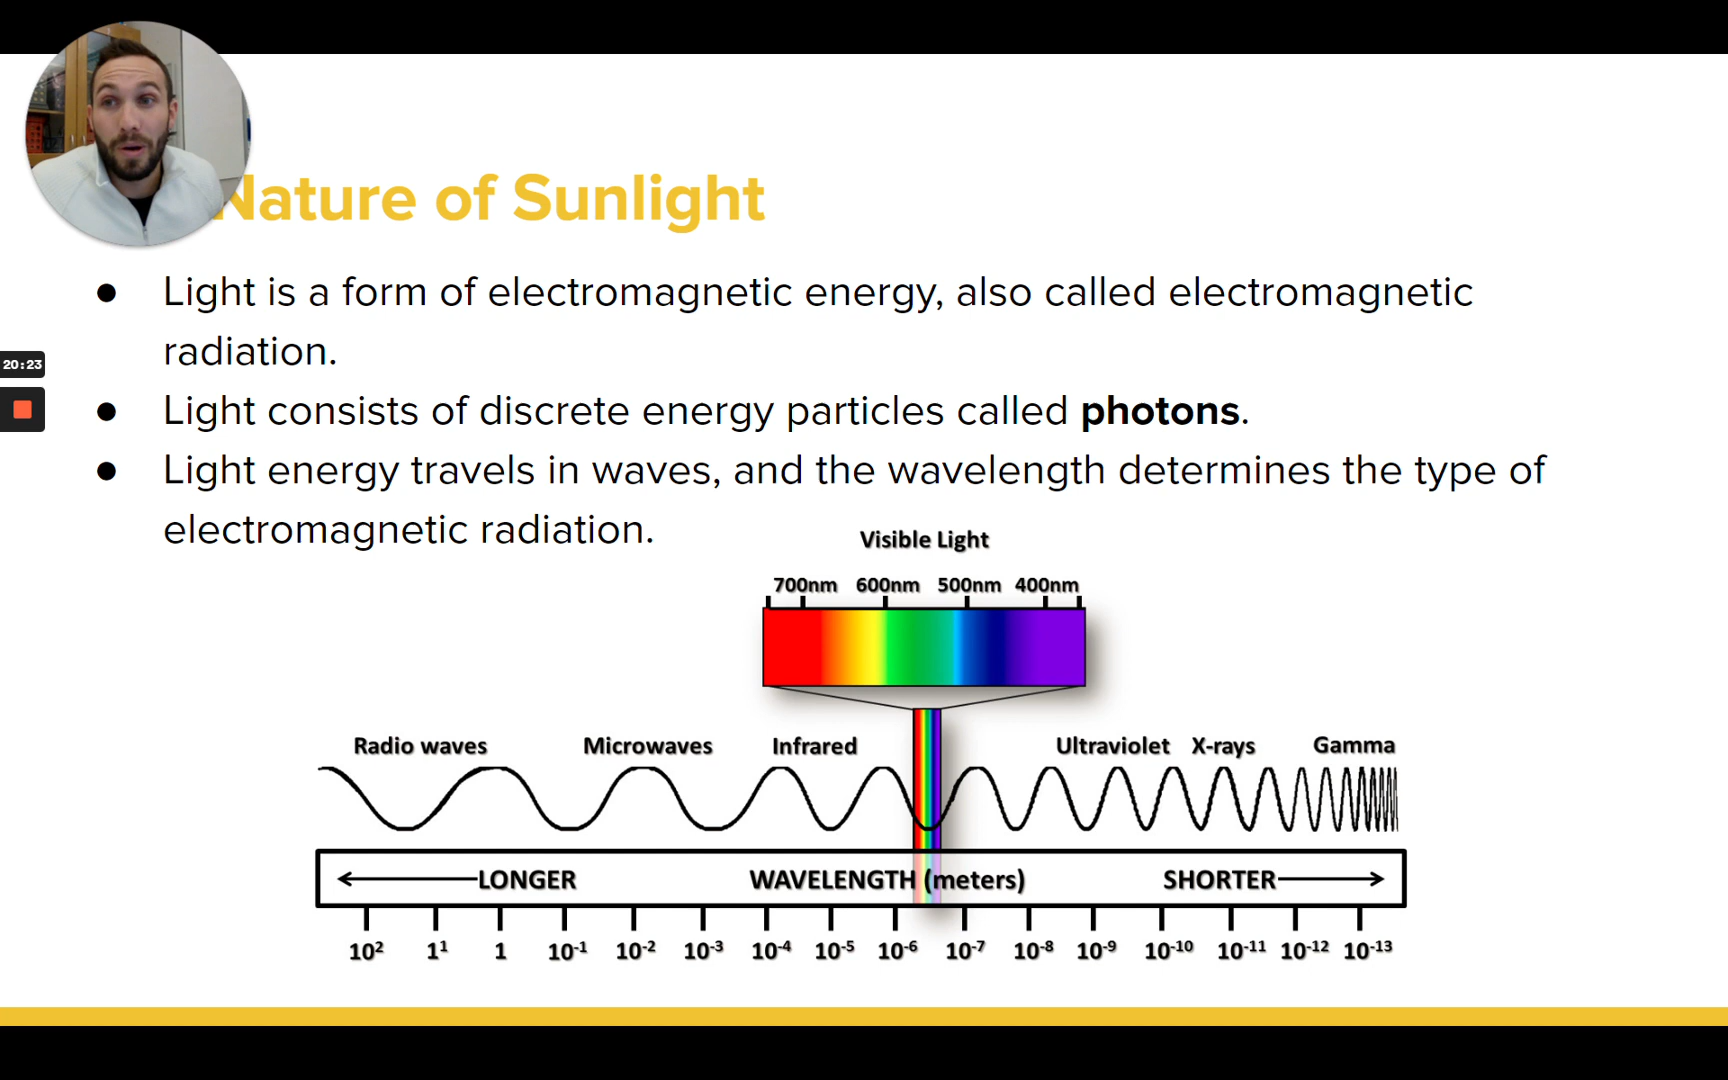 Nature of Sunlight
● Light is a form of electromagnetic energy, also called electromagnetic
radiation.
20:23
● Light consists of discrete energy particles called photons.
● Light energy travels in waves, and the wavelength determines the type of
electromagnetic radiation.
Visible Light
700nm 600nm 500nm 400nm
Radio waves Microwaves Infrared Ultraviolet X-rays Gamma
LONGER WAVELENGTH (meters) SHORTER
10² 1¹ 1 10⁻¹ 10⁻² 10⁻³ 10⁻⁴ 10⁻⁵ 10⁻⁶ 10⁻⁷ 10⁻⁸ 10⁻⁹ 10⁻¹⁰ 10⁻¹¹ 10⁻¹² 10⁻¹³